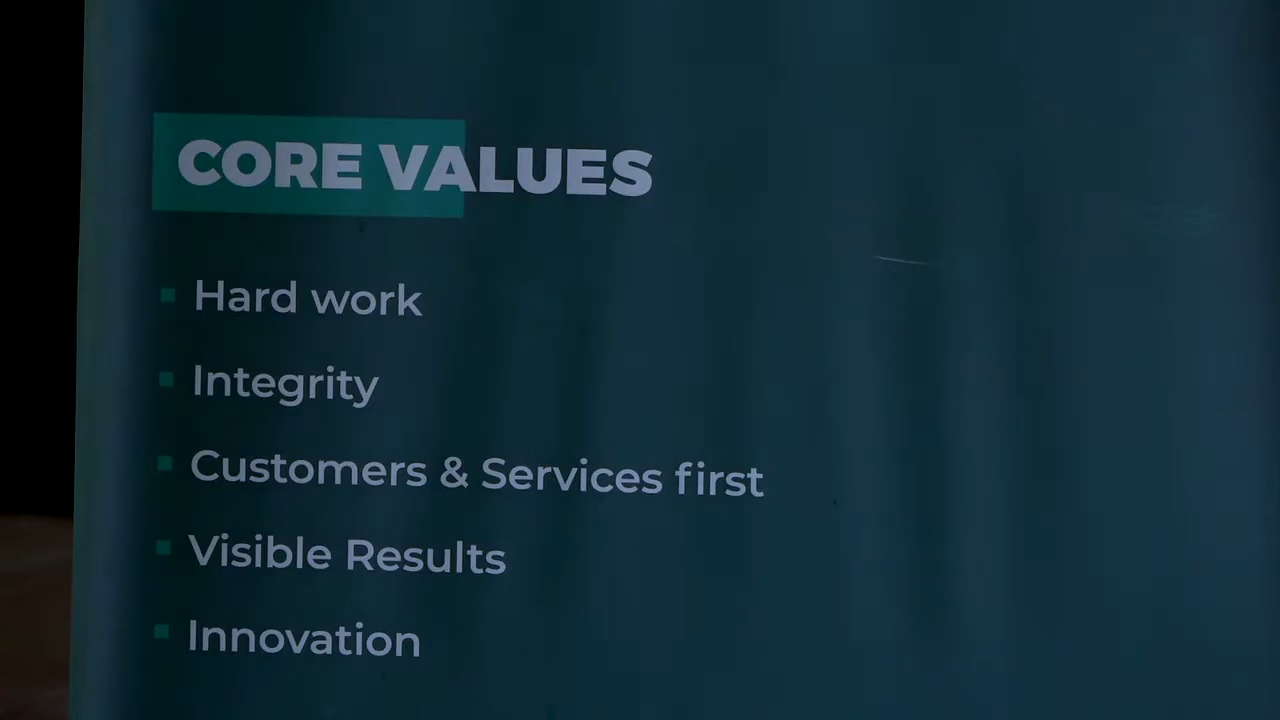 CORE VALUES
Hard work
Integrity
Customers & Services first
Visible Results
Innovation